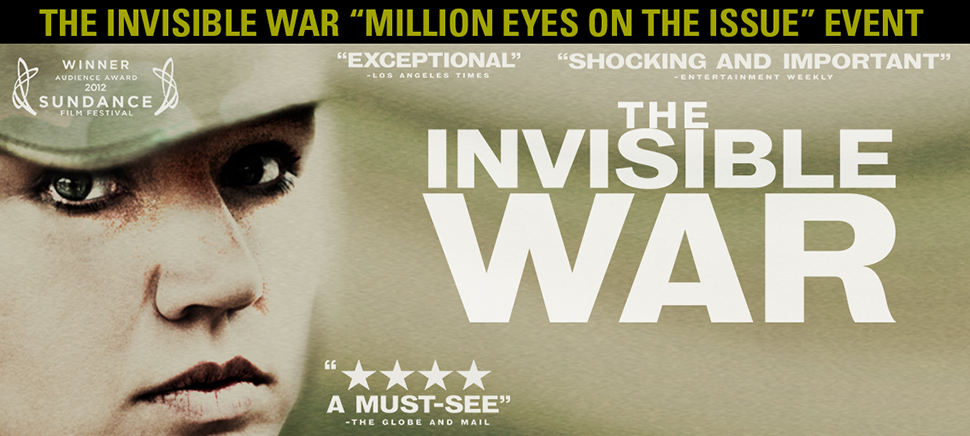 THE INVISIBLE WAR “MILLION EYES ON THE ISSUE” EVENT
WINNER
AUDIENCE AWARD
2012
SUNDANCE
FILM FESTIVAL
“EXCEPTIONAL”
-LOS ANGELES TIMES
“SHOCKING AND IMPORTANT”
-ENTERTAINMENT WEEKLY
THE
INVISIBLE
WAR
“★★★★
A MUST-SEE”
-THE GLOBE AND MAIL